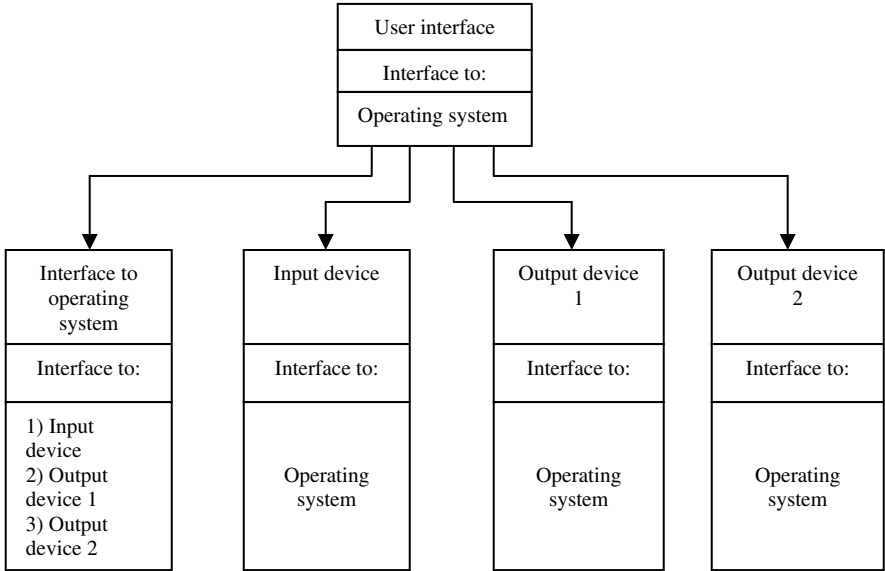 User interface
Interface to:
Operating system
Interface to
operating
system
Interface to:
1) Input
device
2) Output
device 1
3) Output
device 2
Input device
Interface to:
Operating
system
Output device
1
Interface to:
Operating
system
Output device
2
Interface to:
Operating
system